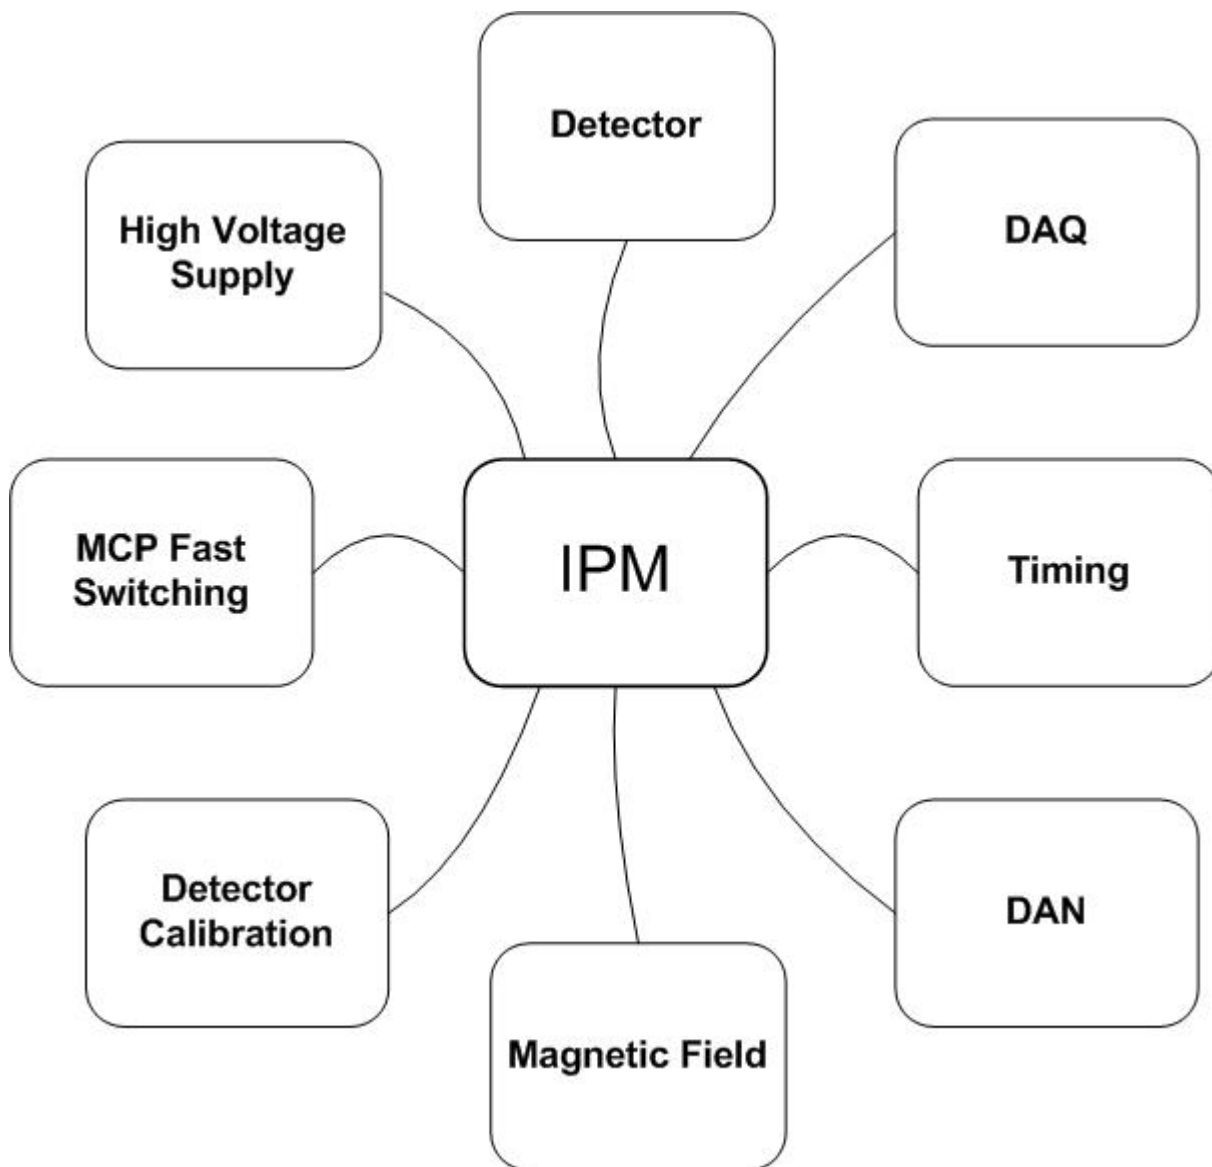 Detector
High Voltage
Supply
DAQ
MCP Fast
Switching
IPM
Timing
Detector
Calibration
DAN
Magnetic Field